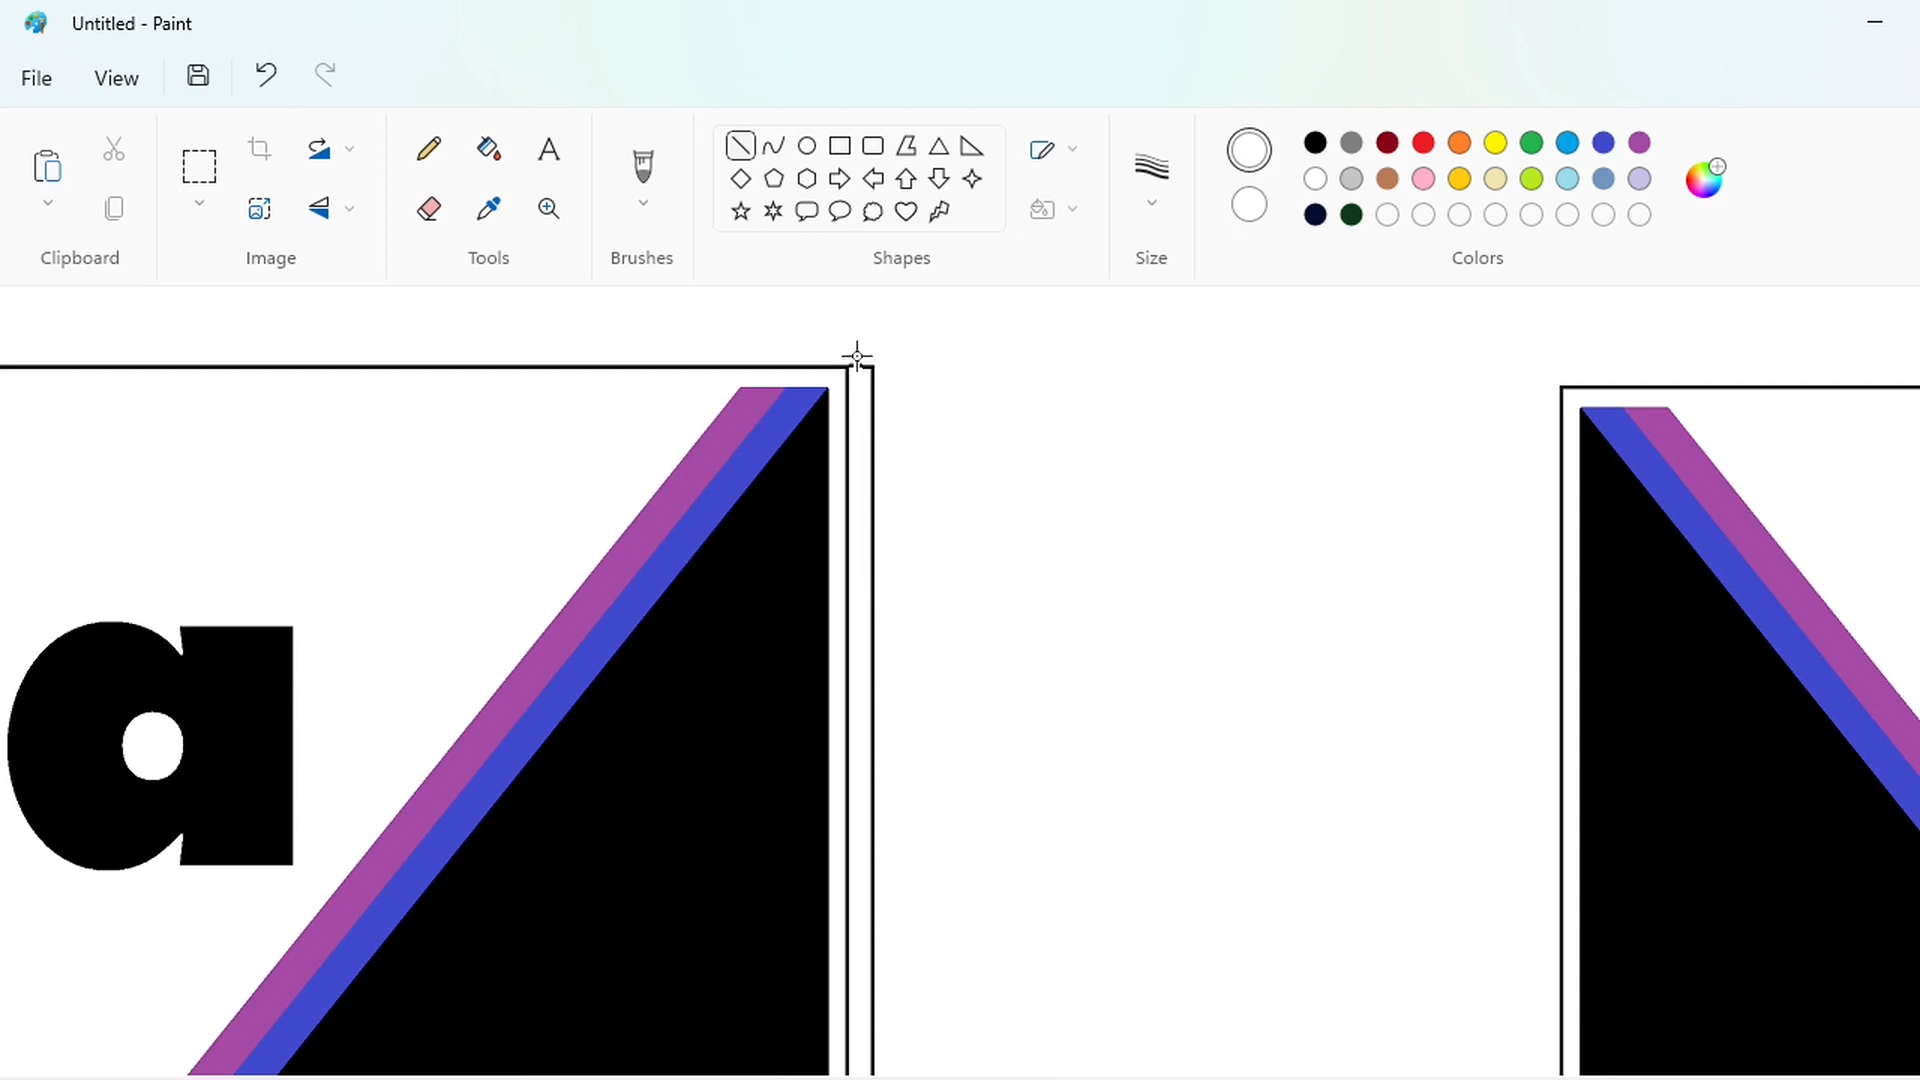 Untitled - Paint
File View
A
Clipboard Image Tools Brushes Shapes Size Colors
a